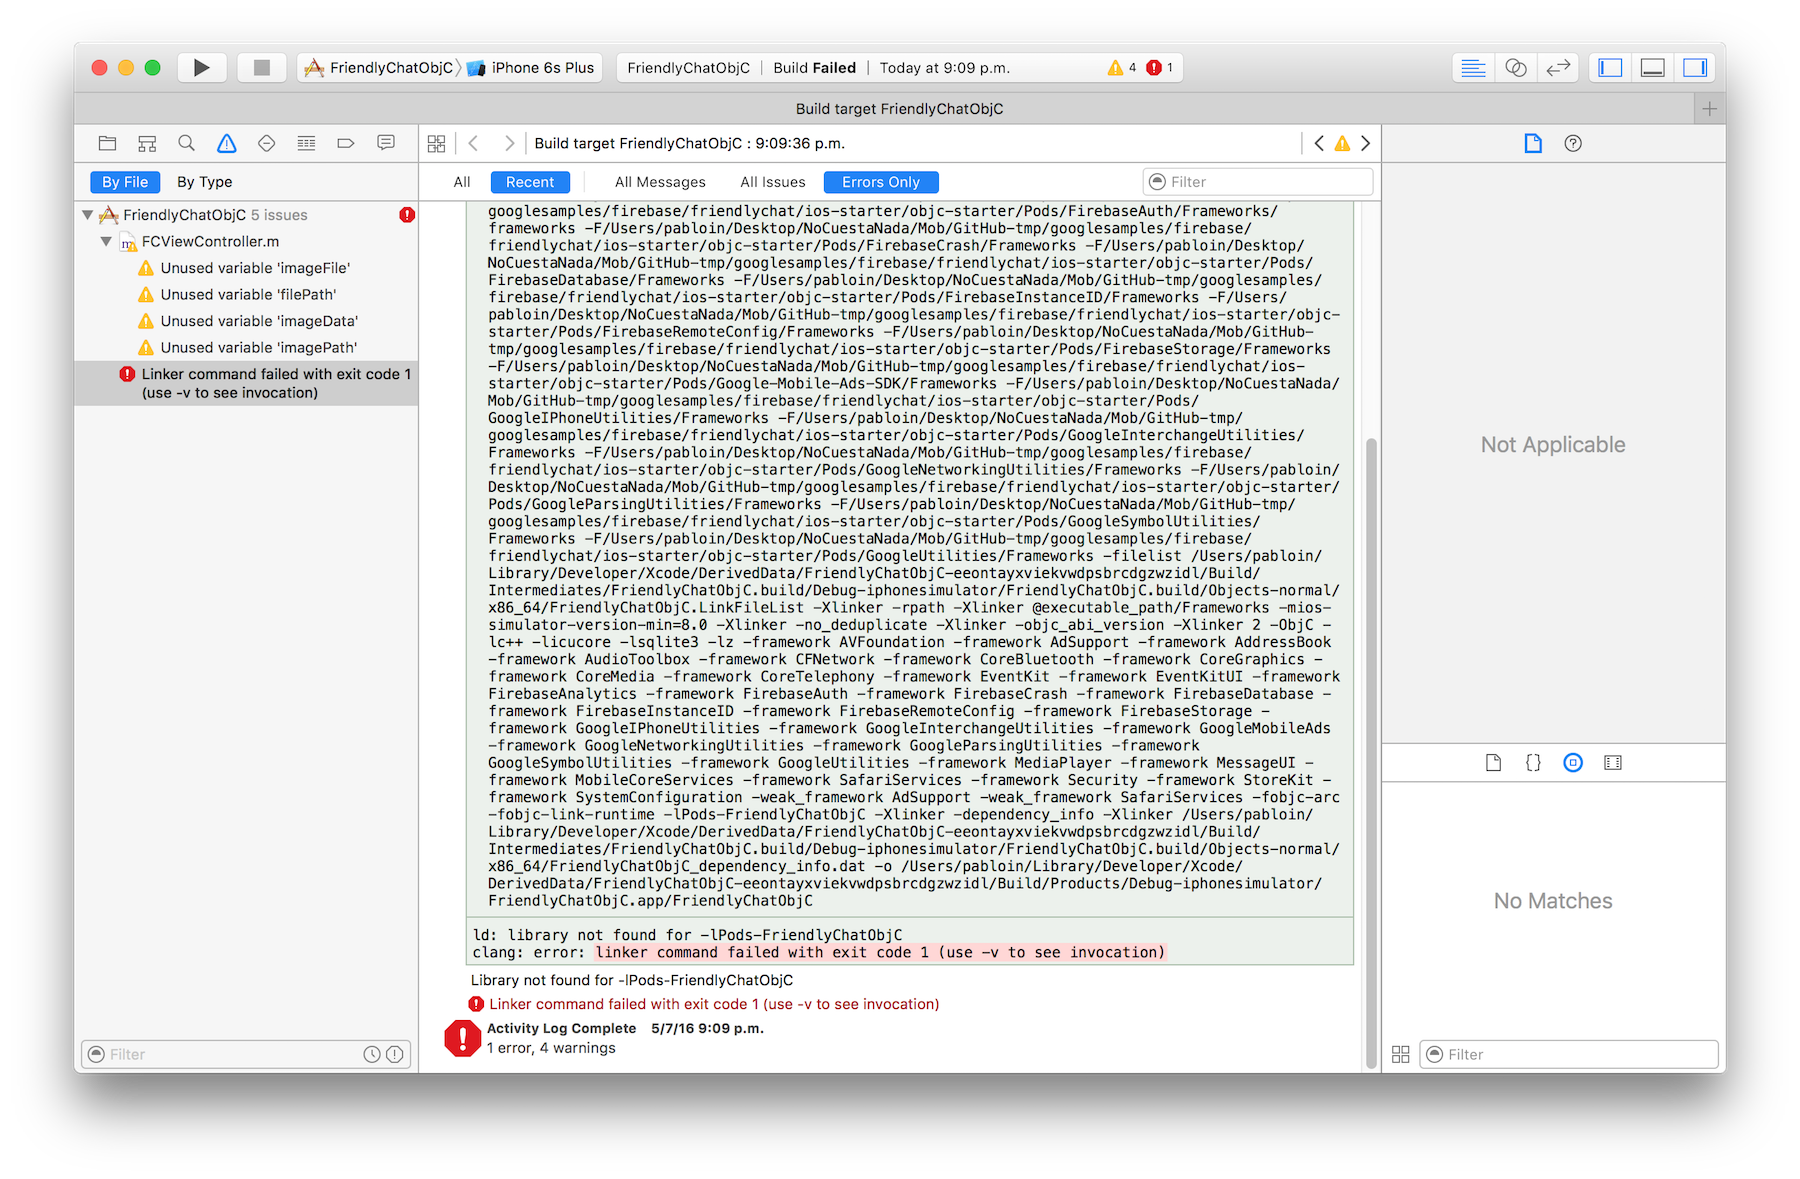 FriendlyChatObjC
iPhone 6s Plus
FriendlyChatObjC | Build Failed | Today at 9:09 p.m.
4
1
Build target FriendlyChatObjC
Build target FriendlyChatObjC : 9:09:36 p.m.
By File
By Type
All
Recent
All Messages
All Issues
Errors Only
Filter
FriendlyChatObjC 5 issues
FCViewController.m
Unused variable 'imageFile'
Unused variable 'filePath'
Unused variable 'imageData'
Unused variable 'imagePath'
Linker command failed with exit code 1
(use -v to see invocation)
Filter
googlesamples/firebase/friendlychat/ios-starter/objc-starter/Pods/FirebaseAuth/Frameworks/
frameworks -F/Users/pabloin/Desktop/NoCuestaNada/Mob/GitHub-tmp/googlesamples/firebase/
friendlychat/ios-starter/objc-starter/Pods/FirebaseCrash/Frameworks -F/Users/pabloin/Desktop/
NoCuestaNada/Mob/GitHub-tmp/googlesamples/firebase/friendlychat/ios-starter/objc-starter/Pods/
FirebaseDatabase/Frameworks -F/Users/pabloin/Desktop/NoCuestaNada/Mob/GitHub-tmp/googlesamples/
firebase/friendlychat/ios-starter/objc-starter/Pods/FirebaseInstanceID/Frameworks -F/Users/
pabloin/Desktop/NoCuestaNada/Mob/GitHub-tmp/googlesamples/firebase/friendlychat/ios-starter/objc-
starter/Pods/FirebaseRemoteConfig/Frameworks -F/Users/pabloin/Desktop/NoCuestaNada/Mob/GitHub-
tmp/googlesamples/firebase/friendlychat/ios-starter/objc-starter/Pods/FirebaseStorage/Frameworks
-F/Users/pabloin/Desktop/NoCuestaNada/Mob/GitHub-tmp/googlesamples/firebase/friendlychat/ios-
starter/objc-starter/Pods/Google-Mobile-Ads-SDK/Frameworks -F/Users/pabloin/Desktop/NoCuestaNada/
Mob/GitHub-tmp/googlesamples/firebase/friendlychat/ios-starter/objc-starter/Pods/
GoogleIPhoneUtilities/Frameworks -F/Users/pabloin/Desktop/NoCuestaNada/Mob/GitHub-tmp/
googlesamples/firebase/friendlychat/ios-starter/objc-starter/Pods/GoogleInterchangeUtilities/
Frameworks -F/Users/pabloin/Desktop/NoCuestaNada/Mob/GitHub-tmp/googlesamples/firebase/
friendlychat/ios-starter/objc-starter/Pods/GoogleNetworkingUtilities/Frameworks -F/Users/pabloin/
Desktop/NoCuestaNada/Mob/GitHub-tmp/googlesamples/firebase/friendlychat/ios-starter/objc-starter/
Pods/GoogleParsingUtilities/Frameworks -F/Users/pabloin/Desktop/NoCuestaNada/Mob/GitHub-tmp/
googlesamples/firebase/friendlychat/ios-starter/objc-starter/Pods/GoogleSymbolUtilities/
Frameworks -F/Users/pabloin/Desktop/NoCuestaNada/Mob/GitHub-tmp/googlesamples/firebase/
friendlychat/ios-starter/objc-starter/Pods/GoogleUtilities/Frameworks -filelist /Users/pabloin/
Library/Developer/Xcode/DerivedData/FriendlyChatObjC-eeontayxviekvwdpsbrcdgzwzidl/Build/
Intermediates/FriendlyChatObjC.build/Debug-iphonesimulator/FriendlyChatObjC.build/Objects-normal/
x86_64/FriendlyChatObjC.LinkFileList -Xlinker -rpath -Xlinker @executable_path/Frameworks -mios-
simulator-version-min=8.0 -Xlinker -no_deduplicate -Xlinker -objc_abi_version -Xlinker 2 -ObjC -
lc++ -licucore -lsqlite3 -lz -framework AVFoundation -framework AdSupport -framework AddressBook
-framework AudioToolbox -framework CFNetwork -framework CoreBluetooth -framework CoreGraphics -
framework CoreMedia -framework CoreTelephony -framework EventKit -framework EventKitUI -framework
FirebaseAnalytics -framework FirebaseAuth -framework FirebaseCrash -framework FirebaseDatabase -
framework FirebaseInstanceID -framework FirebaseRemoteConfig -framework FirebaseStorage -
framework GoogleIPhoneUtilities -framework GoogleInterchangeUtilities -framework GoogleMobileAds
-framework GoogleNetworkingUtilities -framework GoogleParsingUtilities -framework
GoogleSymbolUtilities -framework GoogleUtilities -framework MediaPlayer -framework MessageUI -
framework MobileCoreServices -framework SafariServices -framework Security -framework StoreKit -
framework SystemConfiguration -weak_framework AdSupport -weak_framework SafariServices -fobjc-arc
-fobjc-link-runtime -lPods-FriendlyChatObjC -Xlinker -dependency_info -Xlinker /Users/pabloin/
Library/Developer/Xcode/DerivedData/FriendlyChatObjC-eeontayxviekvwdpsbrcdgzwzidl/Build/
Intermediates/FriendlyChatObjC.build/Debug-iphonesimulator/FriendlyChatObjC.build/Objects-normal/
x86_64/FriendlyChatObjC_dependency_info.dat -o /Users/pabloin/Library/Developer/Xcode/
DerivedData/FriendlyChatObjC-eeontayxviekvwdpsbrcdgzwzidl/Build/Products/Debug-iphonesimulator/
FriendlyChatObjC.app/FriendlyChatObjC
ld: library not found for -lPods-FriendlyChatObjC
clang: error: linker command failed with exit code 1 (use -v to see invocation)
Library not found for -lPods-FriendlyChatObjC
Linker command failed with exit code 1 (use -v to see invocation)
Activity Log Complete 5/7/16 9:09 p.m.
1 error, 4 warnings
Not Applicable
No Matches
Filter